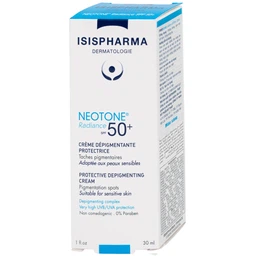 ISISPHARMA
DERMATOLOGIE
NEOTONE®
Radiance SPF 50+
CRÈME DÉPIGMENTANTE
PROTECTRICE
Taches pigmentaires
Adaptée aux peaux sensibles
PROTECTIVE DEPIGMENTING
CREAM
Pigmentation spots
Suitable for sensitive skin
Depigmenting complex
Very high UVB/UVA protection
Non comedogenic - 0% Paraben
1 fl.oz
30 ml